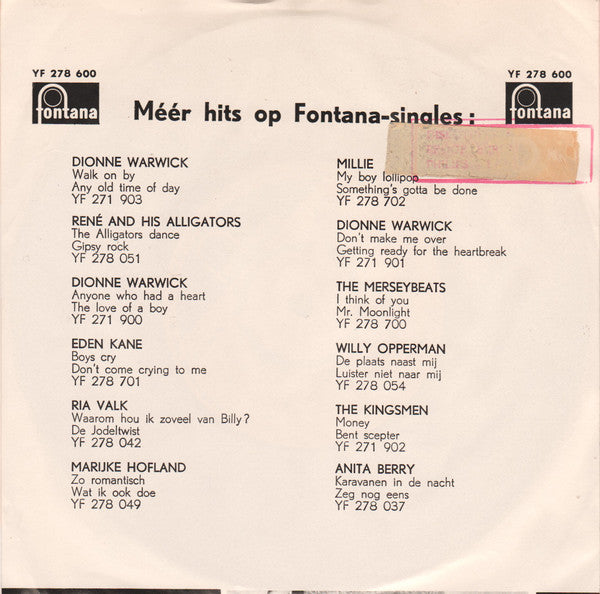 YF 278 600
YF 278 600
fontana
fontana
Méér hits op Fontana-singles:
DIONNE WARWICK
Walk on by
Any old time of day
YF 271 903
RENÉ AND HIS ALLIGATORS
The Alligators dance
Gipsy rock
YF 278 051
DIONNE WARWICK
Anyone who had a heart
The love of a boy
YF 271 900
EDEN KANE
Boys cry
Don't come crying to me
YF 278 701
RIA VALK
Waarom hou ik zoveel van Billy?
De Jodeltwist
YF 278 042
MARIJKE HOFLAND
Zo romantisch
Wat ik ook doe
YF 278 049
MILLIE
My boy lollipop
Something's gotta be done
YF 278 702
DIONNE WARWICK
Don't make me over
Getting ready for the heartbreak
YF 271 901
THE MERSEYBEATS
I think of you
Mr. Moonlight
YF 278 700
WILLY OPPERMAN
De plaats naast mij
Luister niet naar mij
YF 278 054
THE KINGSMEN
Money
Bent scepter
YF 271 902
ANITA BERRY
Karavanen in de nacht
Zeg nog eens
YF 278 037